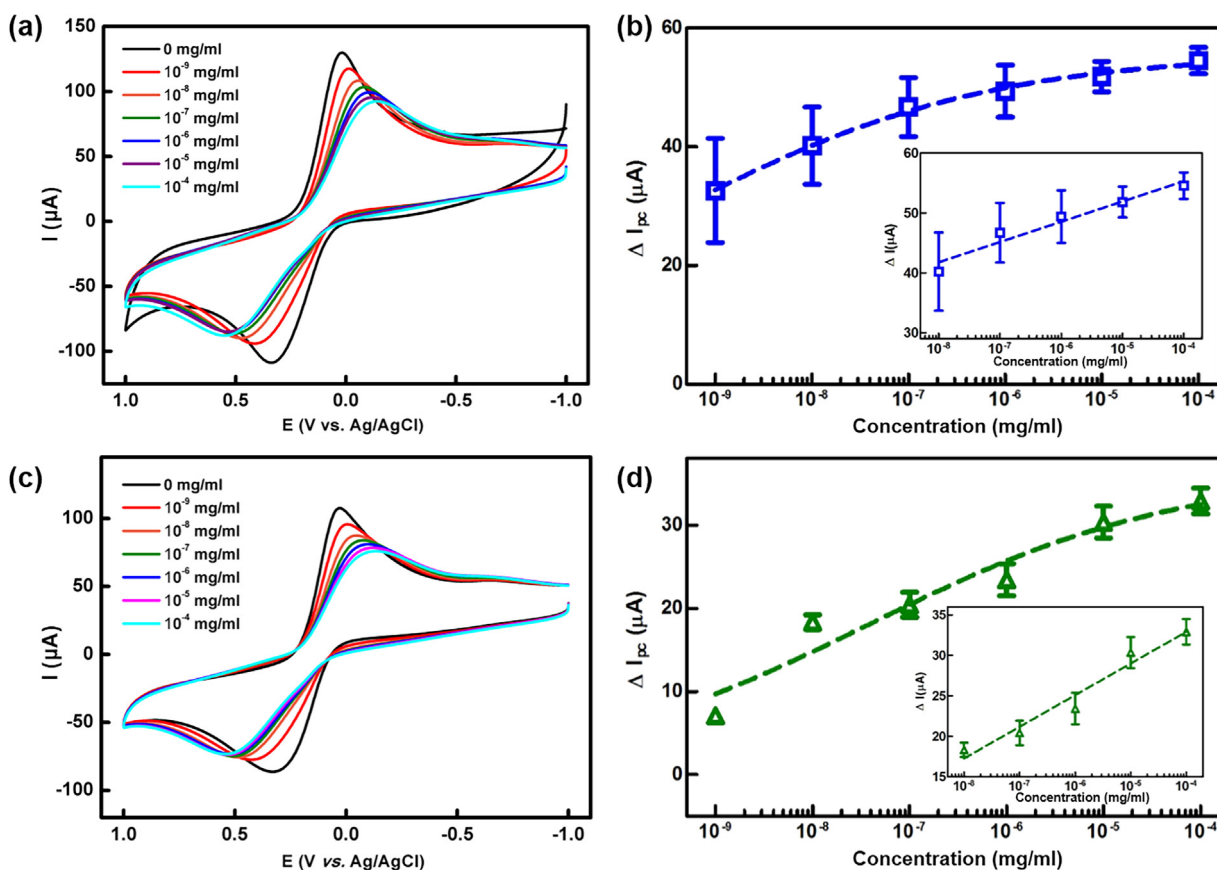 (a)
150
100
50
0
-50
-100
I (µA)
0 mg/ml
10⁻⁹ mg/ml
10⁻⁸ mg/ml
10⁻⁷ mg/ml
10⁻⁶ mg/ml
10⁻⁵ mg/ml
10⁻⁴ mg/ml
1.0 0.5 0.0 -0.5 -1.0
E (V vs. Ag/AgCl)
(b)
60
40
20
0
Δ Ipc (µA)
60
50
40
30
Δ I(µA)
10⁻⁸ 10⁻⁷ 10⁻⁶ 10⁻⁵ 10⁻⁴
Concentration (mg/ml)
10⁻⁹ 10⁻⁸ 10⁻⁷ 10⁻⁶ 10⁻⁵ 10⁻⁴
Concentration (mg/ml)
(c)
100
50
0
-50
-100
I (µA)
0 mg/ml
10⁻⁹ mg/ml
10⁻⁸ mg/ml
10⁻⁷ mg/ml
10⁻⁶ mg/ml
10⁻⁵ mg/ml
10⁻⁴ mg/ml
1.0 0.5 0.0 -0.5 -1.0
E (V vs. Ag/AgCl)
(d)
30
20
10
0
Δ Ipc (µA)
35
30
25
20
15
Δ I(µA)
10⁻⁸ 10⁻⁷ 10⁻⁶ 10⁻⁵ 10⁻⁴
Concentration (mg/ml)
10⁻⁹ 10⁻⁸ 10⁻⁷ 10⁻⁶ 10⁻⁵ 10⁻⁴
Concentration (mg/ml)